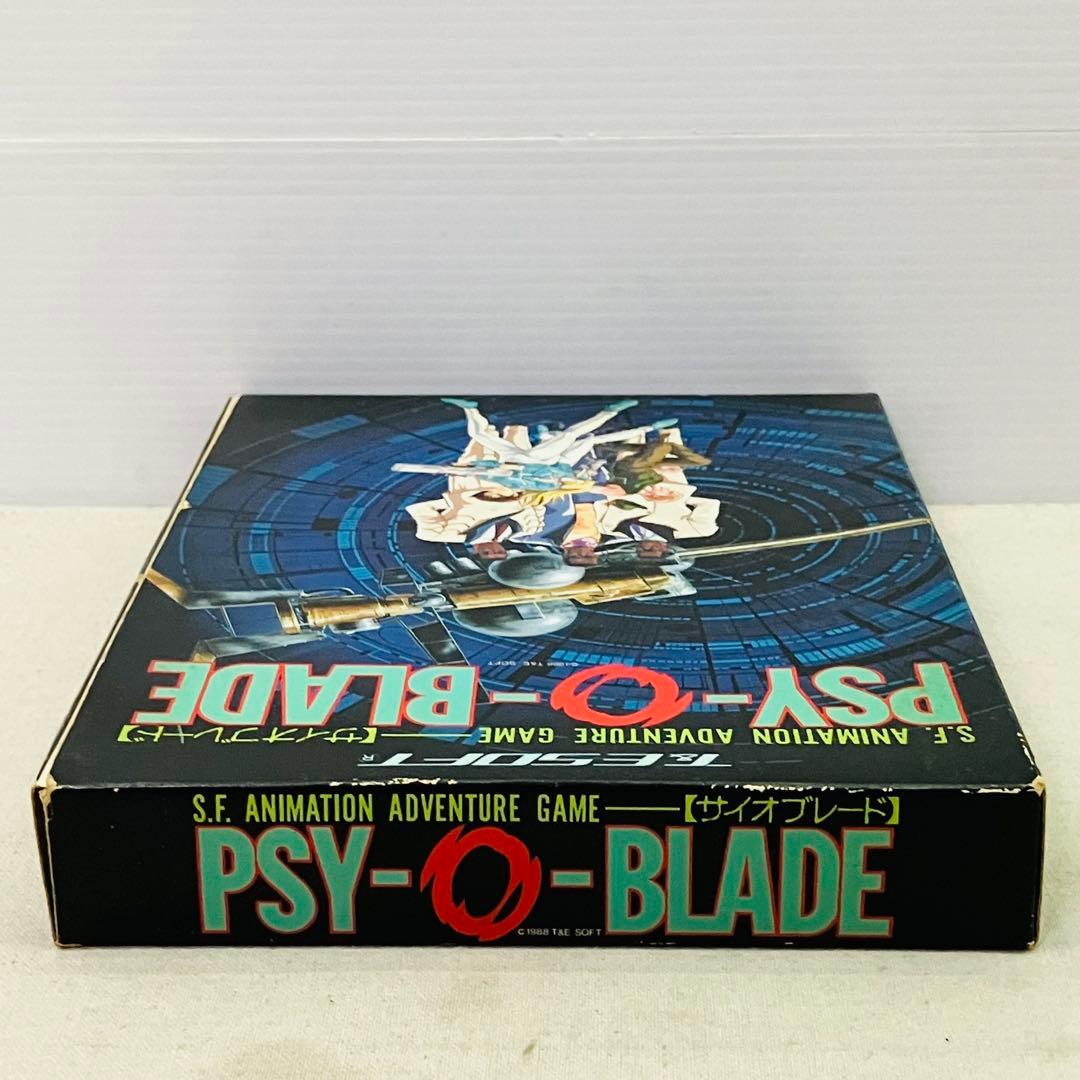 T&E SOFT R
S.F. ANIMATION ADVENTURE GAME——【サイオブレード】
PSY-O-BLADE
©1988 T&E SOFT
S.F. ANIMATION ADVENTURE GAME——【サイオブレード】
PSY-O-BLADE
©1988 T&E SOFT